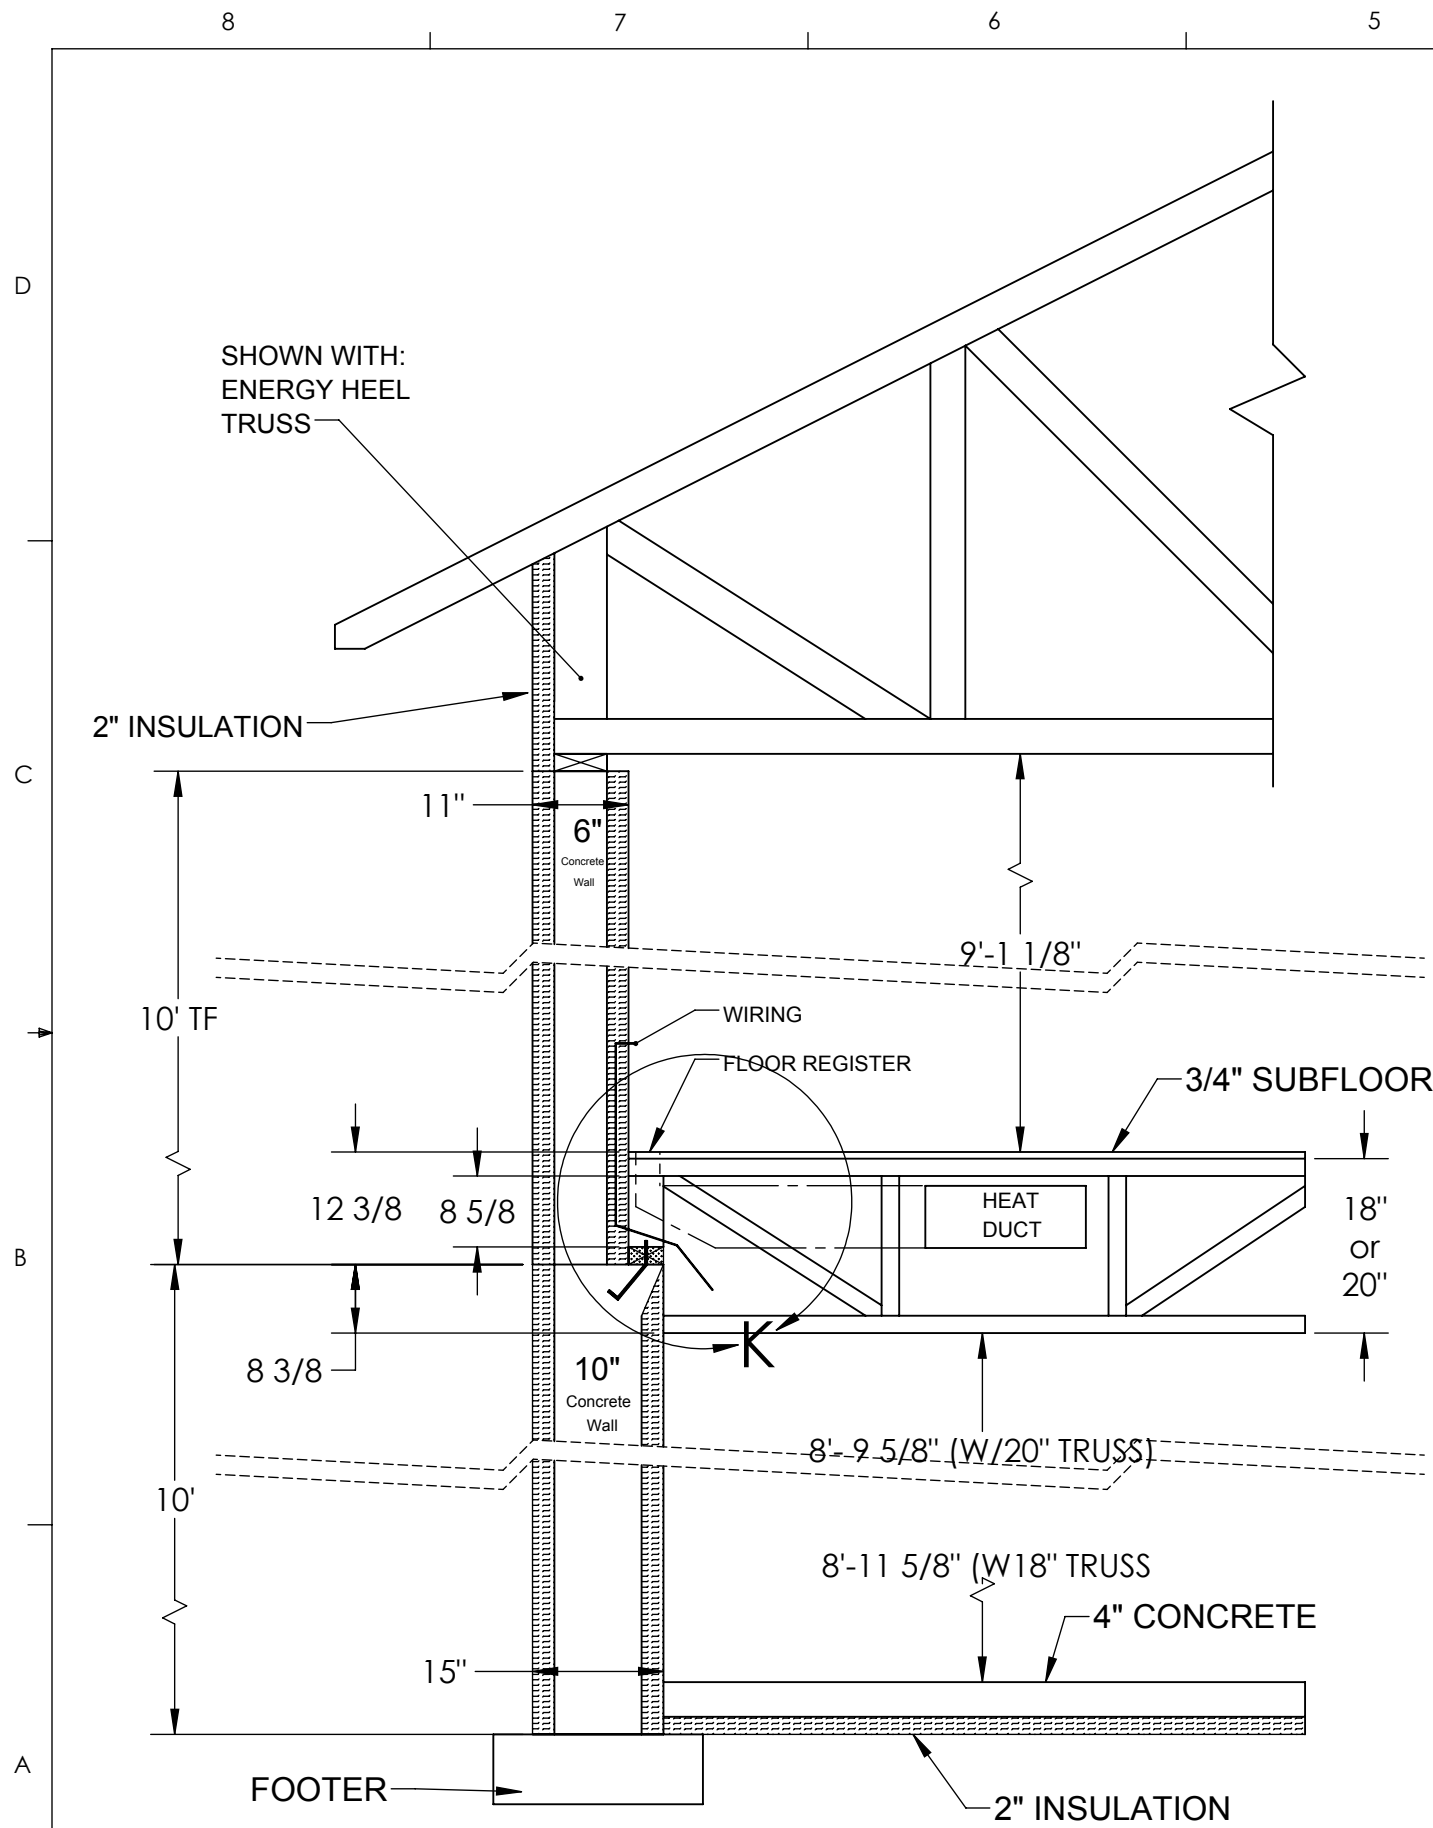 8 7 6 5
D
SHOWN WITH:
ENERGY HEEL
TRUSS
2" INSULATION
C
11"
6"
Concrete
Wall
9'-1 1/8"
10' TF
WIRING
FLOOR REGISTER
3/4" SUBFLOOR
12 3/8
8 5/8
HEAT
DUCT
18"
or
20"
B
J
K
8 3/8
10"
Concrete
Wall
8'- 9 5/8" (W/20" TRUSS)
10'
8'-11 5/8" (W18" TRUSS
4" CONCRETE
15"
A
FOOTER
2" INSULATION